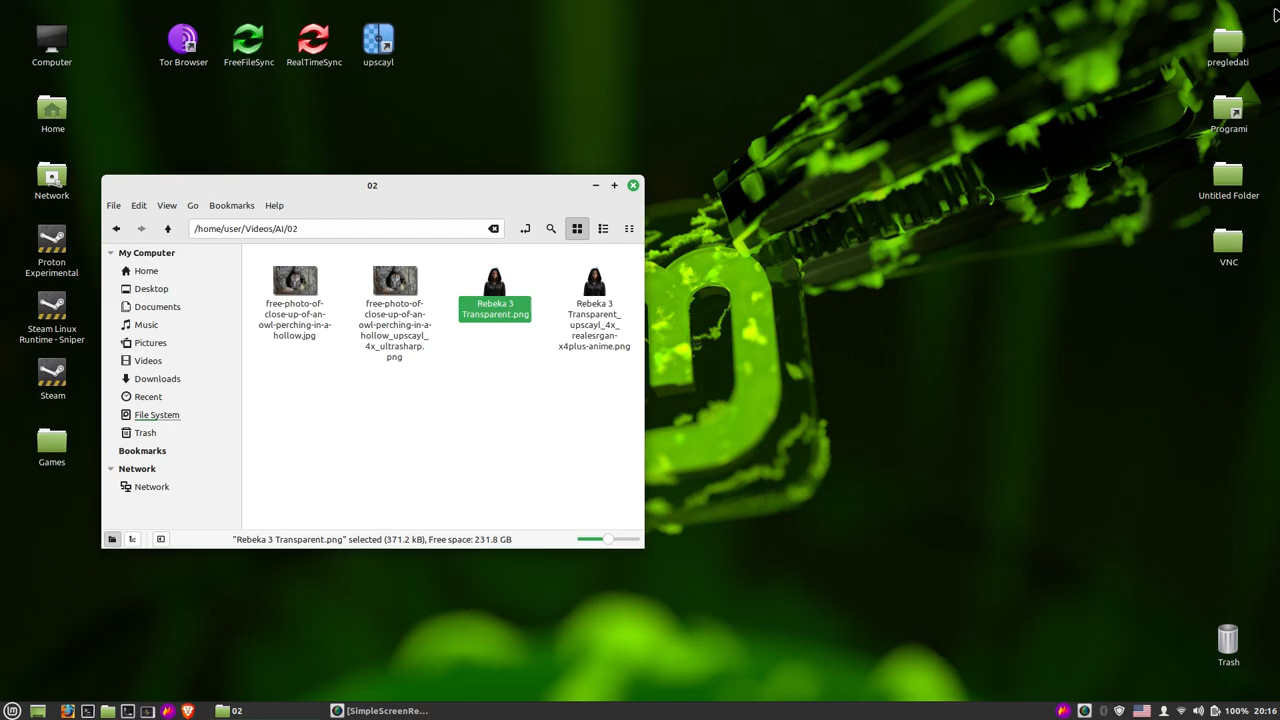 Computer
Tor Browser
FreeFileSync
RealTimeSync
upscayl
pregledati
Home
Programi
Network
Untitled Folder
Proton
Experimental
VNC
Steam Linux
Runtime - Sniper
Steam
Games
Trash
02
File Edit View Go Bookmarks Help
/home/user/Videos/AI/02
My Computer
Home
Desktop
Documents
Music
Pictures
Videos
Downloads
Recent
File System
Trash
Bookmarks
Network
Network
free-photo-of-
close-up-of-an-
owl-perching-in-a-
hollow.jpg
free-photo-of-
close-up-of-an-
owl-perching-in-a-
hollow_upscayl_
4x_ultrasharp.
png
Rebeka 3
Transparent.png
Rebeka 3
Transparent_
upscayl_4x_
realesrgan-
x4plus-anime.png
"Rebeka 3 Transparent.png" selected (371.2 kB), Free space: 231.8 GB
02
[SimpleScreenRe...
100% 20:16